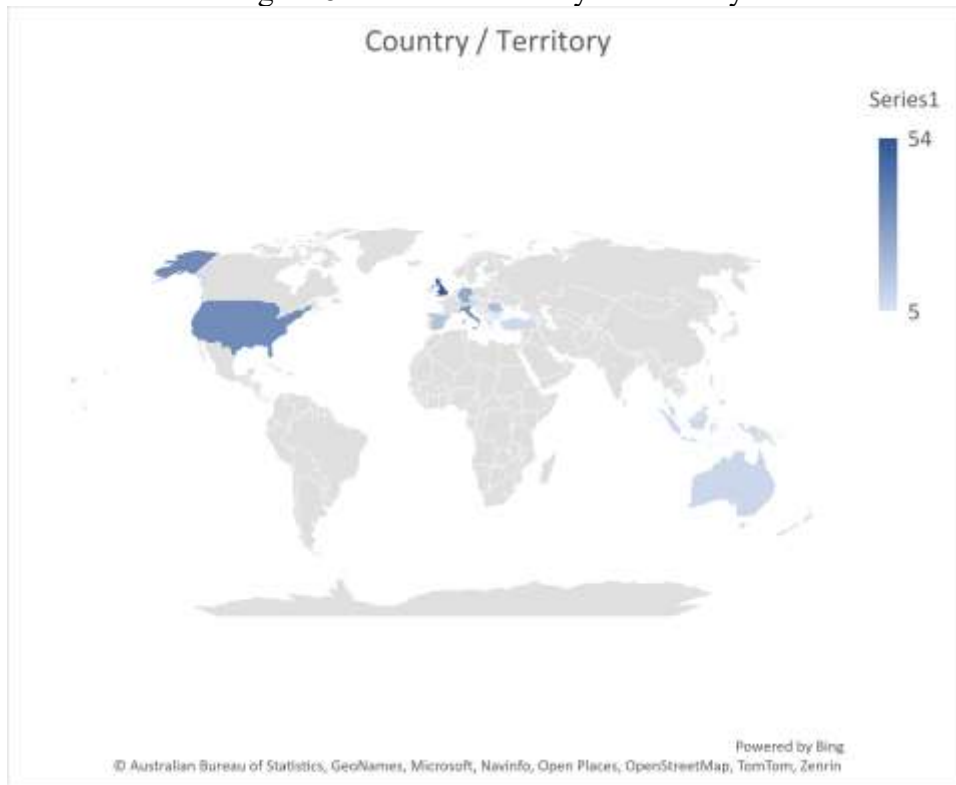 Country / Territory
Series1
54
5
Powered by Bing
© Australian Bureau of Statistics, GeoNames, Microsoft, Navinfo, Open Places, OpenStreetMap, TomTom, Zenrin